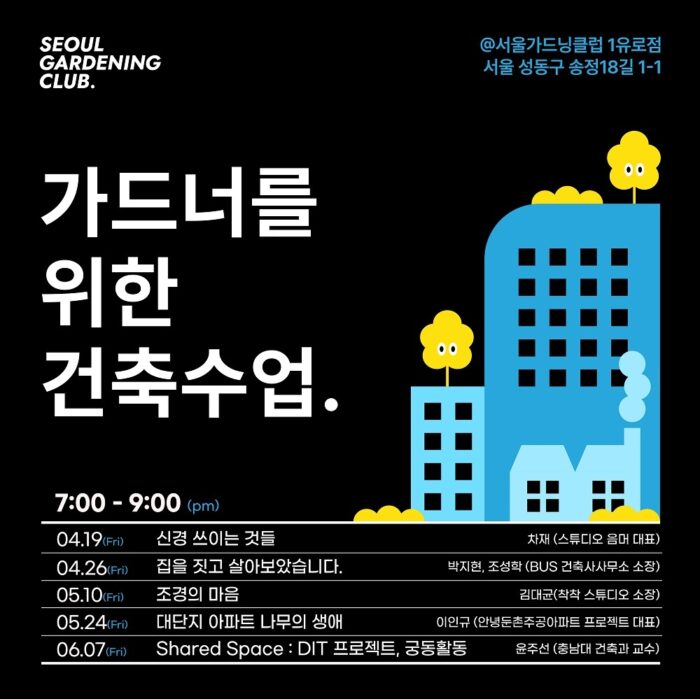 SEOUL
GARDENING
CLUB.
@서울가드닝클럽 1유로점
서울 성동구 송정18길 1-1
가드너를
위한
건축수업.
7:00 - 9:00 (pm)
04.19(Fri) 신경 쓰이는 것들 차재 (스튜디오 음머 대표)
04.26(Fri) 집을 짓고 살아보았습니다. 박지현, 조성학 (BUS 건축사사무소 소장)
05.10(Fri) 조경의 마음 김대균(착착 스튜디오 소장)
05.24(Fri) 대단지 아파트 나무의 생애 이인규 (안녕둔촌주공아파트 프로젝트 대표)
06.07(Fri) Shared Space : DIT 프로젝트, 궁동활동 윤주선 (충남대 건축과 교수)